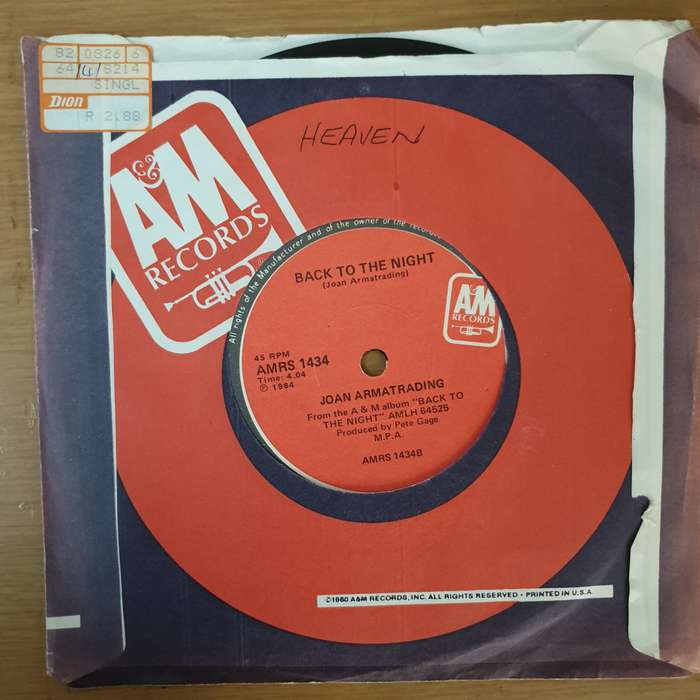 82 0826 6
64/4/8214
SINGL
Dion
R 2.88
HEAVEN
A&M
RECORDS
All rights of the Manufacturer and of the owner of the recorded
BACK TO THE NIGHT
(Joan Armatrading)
A&M
RECORDS
45 RPM
AMRS 1434
Time: 4.04
℗ 1984
JOAN ARMATRADING
From the A & M album "BACK TO
THE NIGHT" AMLH 64525
Produced by Pete Gage
M.P.A.
AMRS 1434B
©1980 A&M RECORDS, INC. ALL RIGHTS RESERVED • PRINTED IN U.S.A.